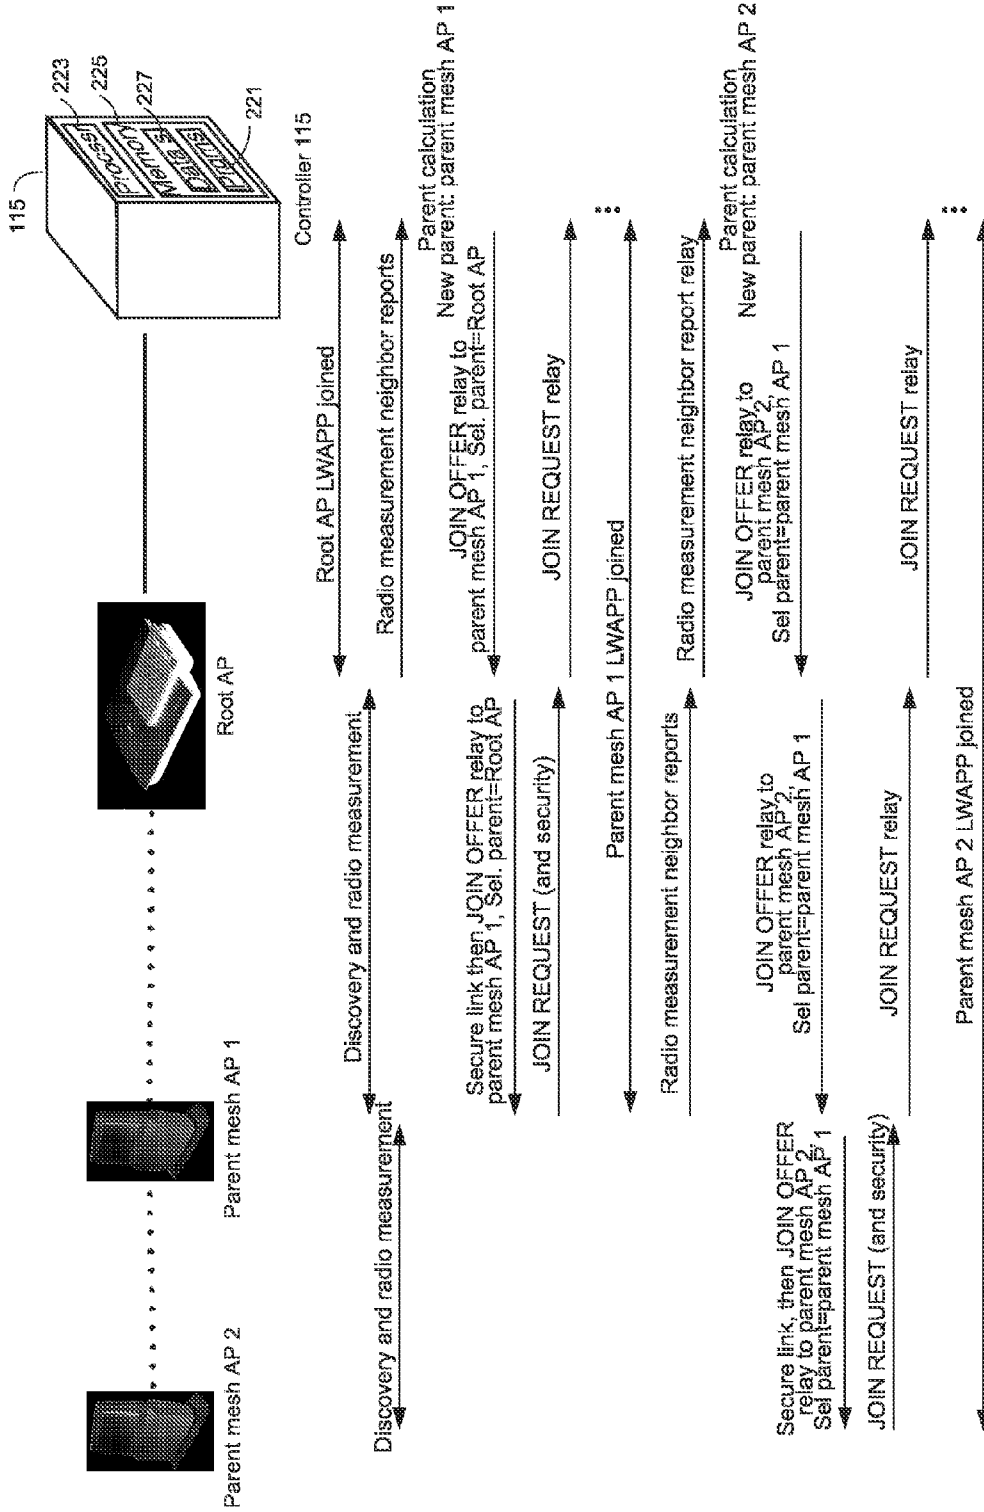 115
223
225
227
221
Process'r
Memory
Data s.
Controller 115
Root AP
Parent mesh AP 1
Parent mesh AP 2
Root AP LWAPP joined
Discovery and radio measurement
Discovery and radio measurement
Radio measurement neighbor reports
Parent calculation
New parent: parent mesh AP 1
JOIN OFFER relay to
parent mesh AP 1, Sel. parent=Root AP
Secure link then JOIN OFFER relay to
parent mesh AP 1, Sel. parent=Root AP
JOIN REQUEST (and security)
JOIN REQUEST relay
Parent mesh AP 1 LWAPP joined
Radio measurement neighbor reports
Radio measurement neighbor report relay
Parent calculation
New parent: parent mesh AP 2
JOIN OFFER relay to
parent mesh AP 2,
Sel parent=parent mesh AP 1
JOIN OFFER relay to
parent mesh AP 2,
Sel parent=parent mesh AP 1
Secure link, then JOIN OFFER
relay to parent mesh AP 2,
Sel parent=parent mesh AP 1
JOIN REQUEST (and security)
JOIN REQUEST relay
JOIN REQUEST relay
Parent mesh AP 2 LWAPP joined